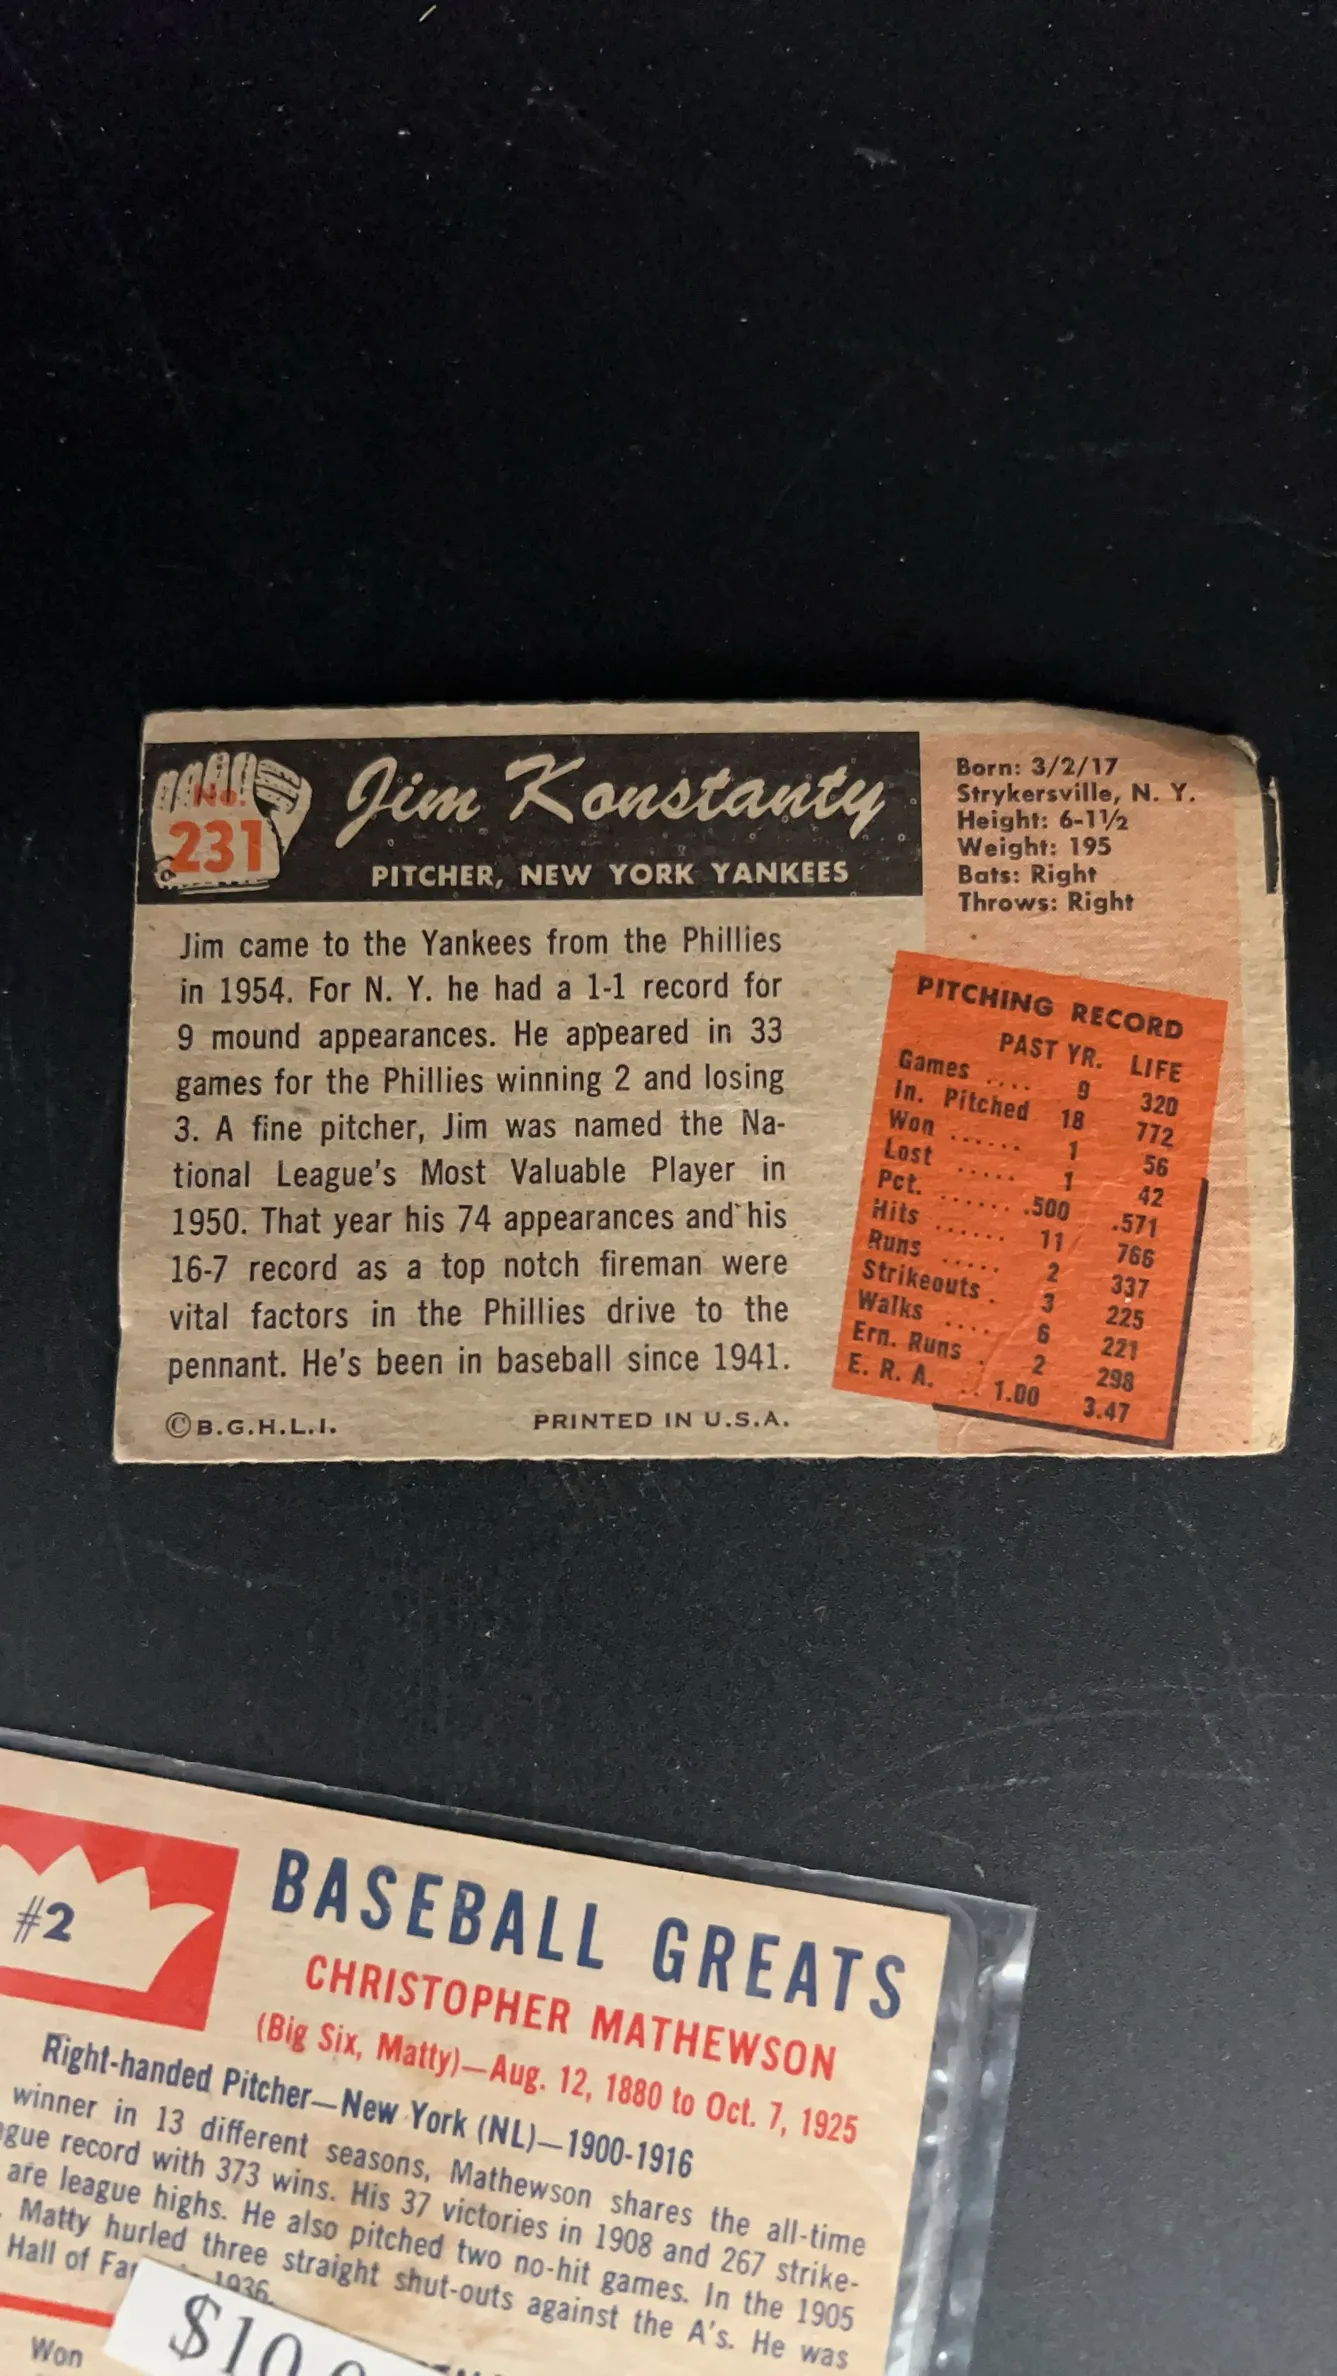 No.
231
Jim Konstanty
PITCHER, NEW YORK YANKEES
Born: 3/2/17
Strykersville, N. Y.
Height: 6-1½
Weight: 195
Bats: Right
Throws: Right
Jim came to the Yankees from the Phillies
in 1954. For N. Y. he had a 1-1 record for
9 mound appearances. He appeared in 33
games for the Phillies winning 2 and losing
3. A fine pitcher, Jim was named the Na-
tional League's Most Valuable Player in
1950. That year his 74 appearances and his
16-7 record as a top notch fireman were
vital factors in the Phillies drive to the
pennant. He's been in baseball since 1941.
©B.G.H.L.I. PRINTED IN U.S.A.
PITCHING RECORD
PAST YR. LIFE
Games .... 9 320
In. Pitched 18 772
Won ...... 1 56
Lost ..... 1 42
Pct. ...... .500 .571
Hits ...... 11 766
Runs ..... 2 337
Strikeouts . 3 225
Walks .... 6 221
Ern. Runs . 2 298
E. R. A. .. 1.00 3.47
#2
BASEBALL GREATS
CHRISTOPHER MATHEWSON
(Big Six, Matty)—Aug. 12, 1880 to Oct. 7, 1925
Right-handed Pitcher—New York (NL)—1900-1916
winner in 13 different seasons, Mathewson shares the all-time
gue record with 373 wins. His 37 victories in 1908 and 267 strike-
are league highs. He also pitched two no-hit games. In the 1905
. Matty hurled three straight shut-outs against the A's. He was
Hall of Fa 1936.
Won
$10.